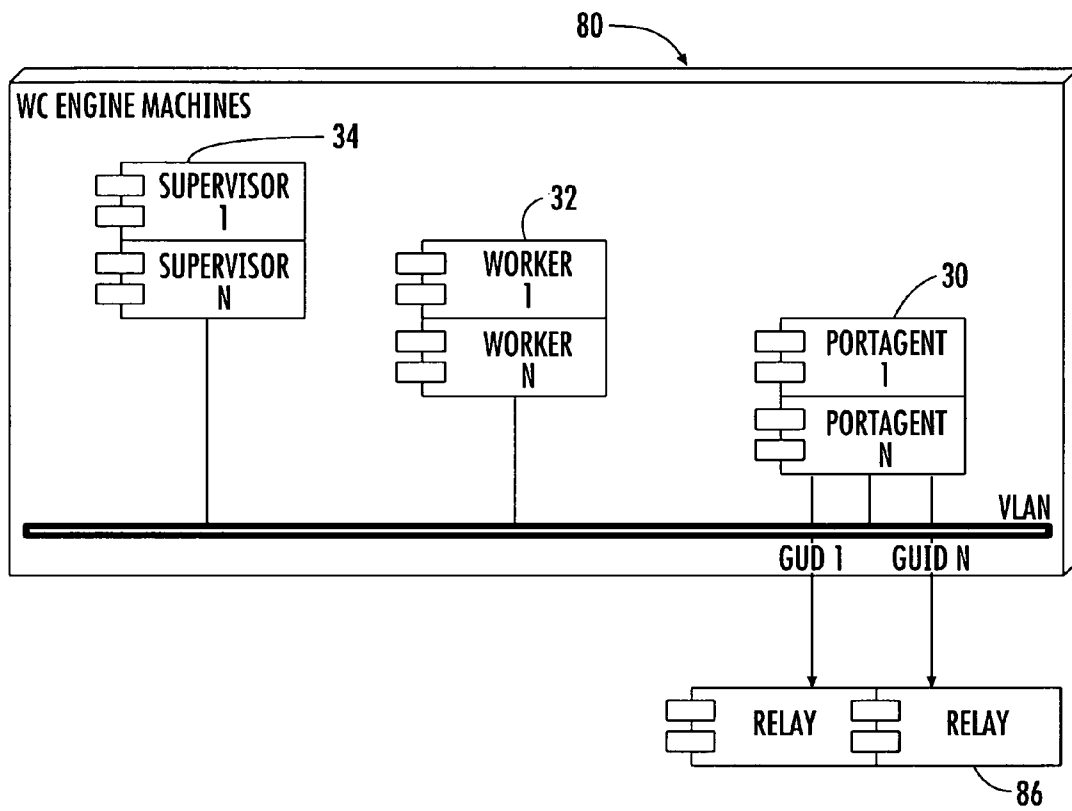 80
WC ENGINE MACHINES
34
SUPERVISOR
1
SUPERVISOR
N
32
WORKER
1
WORKER
N
30
PORTAGENT
1
PORTAGENT
N
VLAN
GUD 1
GUID N
RELAY
RELAY
86